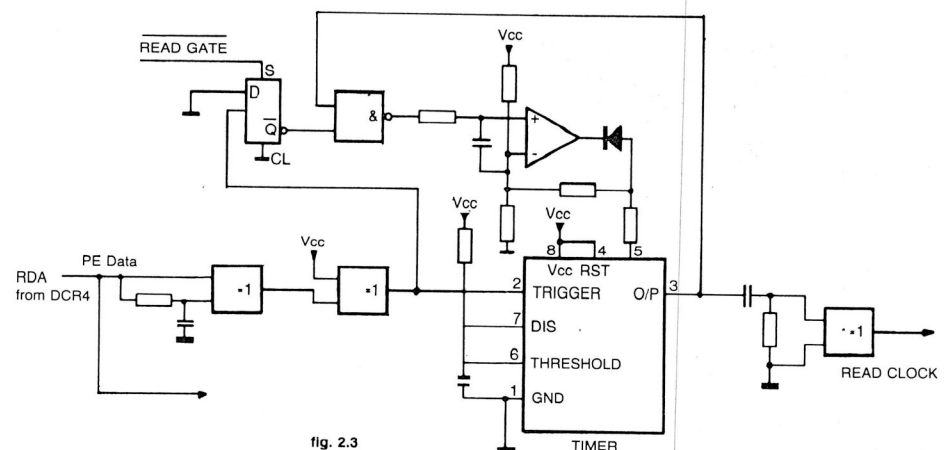 READ GATE
S
D
Q
CL
&
Vcc
+
-
Vcc
8
4
5
Vcc RST
2
TRIGGER
O/P
3
7
DIS
6
THRESHOLD
1
GND
TIMER
Vcc
PE Data
RDA
from DCR4
=1
Vcc
=1
=1
READ CLOCK
fig. 2.3